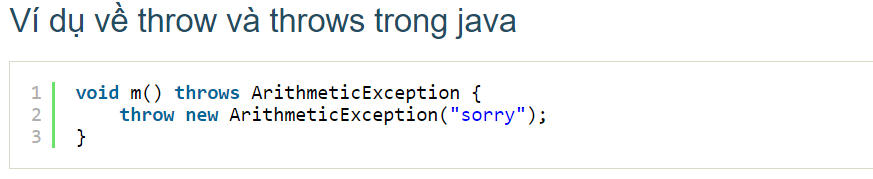 Ví dụ về throw và throws trong java
1 void m() throws ArithmeticException {
2     throw new ArithmeticException("sorry");
3 }